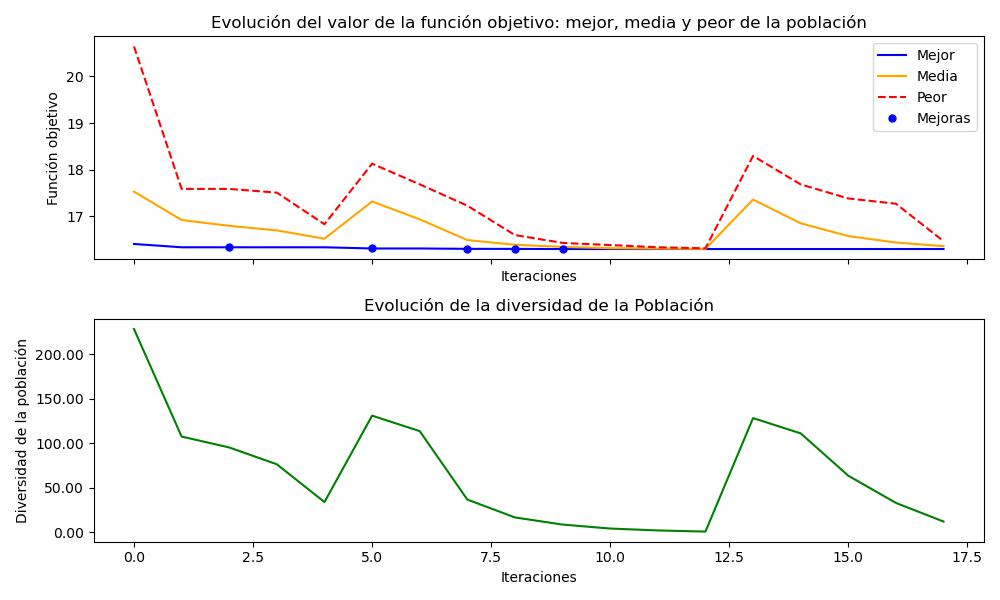 Evolución del valor de la función objetivo: mejor, media y peor de la población
Función objetivo
20
19
18
17
Mejor
Media
Peor
Mejoras
Iteraciones
Evolución de la diversidad de la Población
Diversidad de la población
200.00
150.00
100.00
50.00
0.00
0.0 2.5 5.0 7.5 10.0 12.5 15.0 17.5
Iteraciones